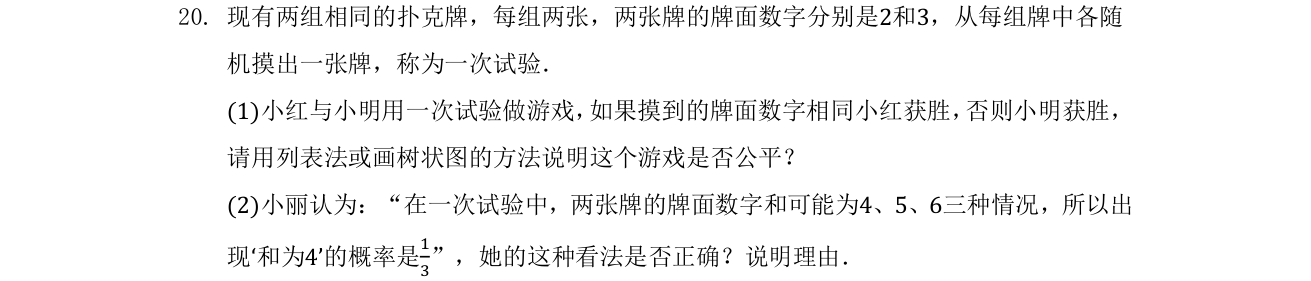 20. 现有两组相同的扑克牌，每组两张，两张牌的牌面数字分别是2和3，从每组牌中各随
机摸出一张牌，称为一次试验．
(1)小红与小明用一次试验做游戏，如果摸到的牌面数字相同小红获胜，否则小明获胜，
请用列表法或画树状图的方法说明这个游戏是否公平？
(2)小丽认为：“在一次试验中，两张牌的牌面数字和可能为4、5、6三种情况，所以出
现‘和为4’的概率是1/3”，她的这种看法是否正确？说明理由．